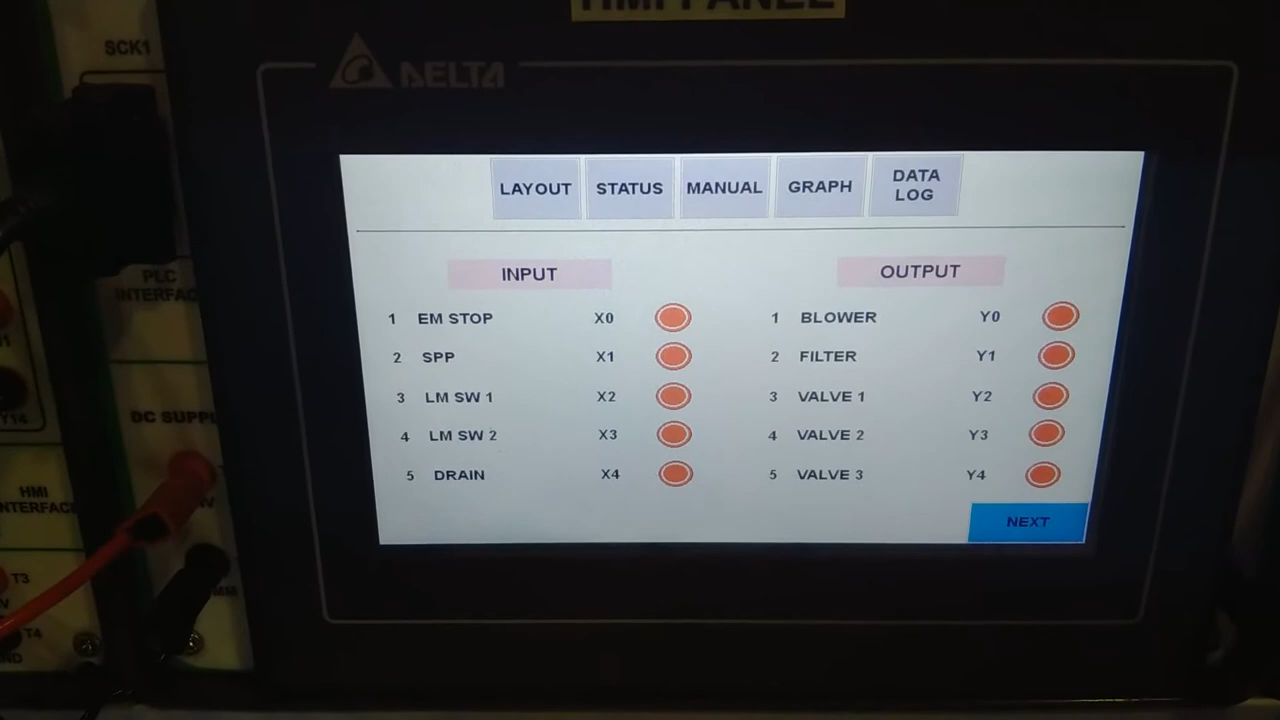 HMI PANEL
SCK1
DELTA
LAYOUT STATUS MANUAL GRAPH DATA LOG
INPUT OUTPUT
1 EM STOP X0 1 BLOWER Y0
2 SPP X1 2 FILTER Y1
3 LM SW 1 X2 3 VALVE 1 Y2
4 LM SW 2 X3 4 VALVE 2 Y3
5 DRAIN X4 5 VALVE 3 Y4
NEXT
PLC
INTERFAC
Y14
DC SUPPL
HMI
NTERFAC
T3
T4